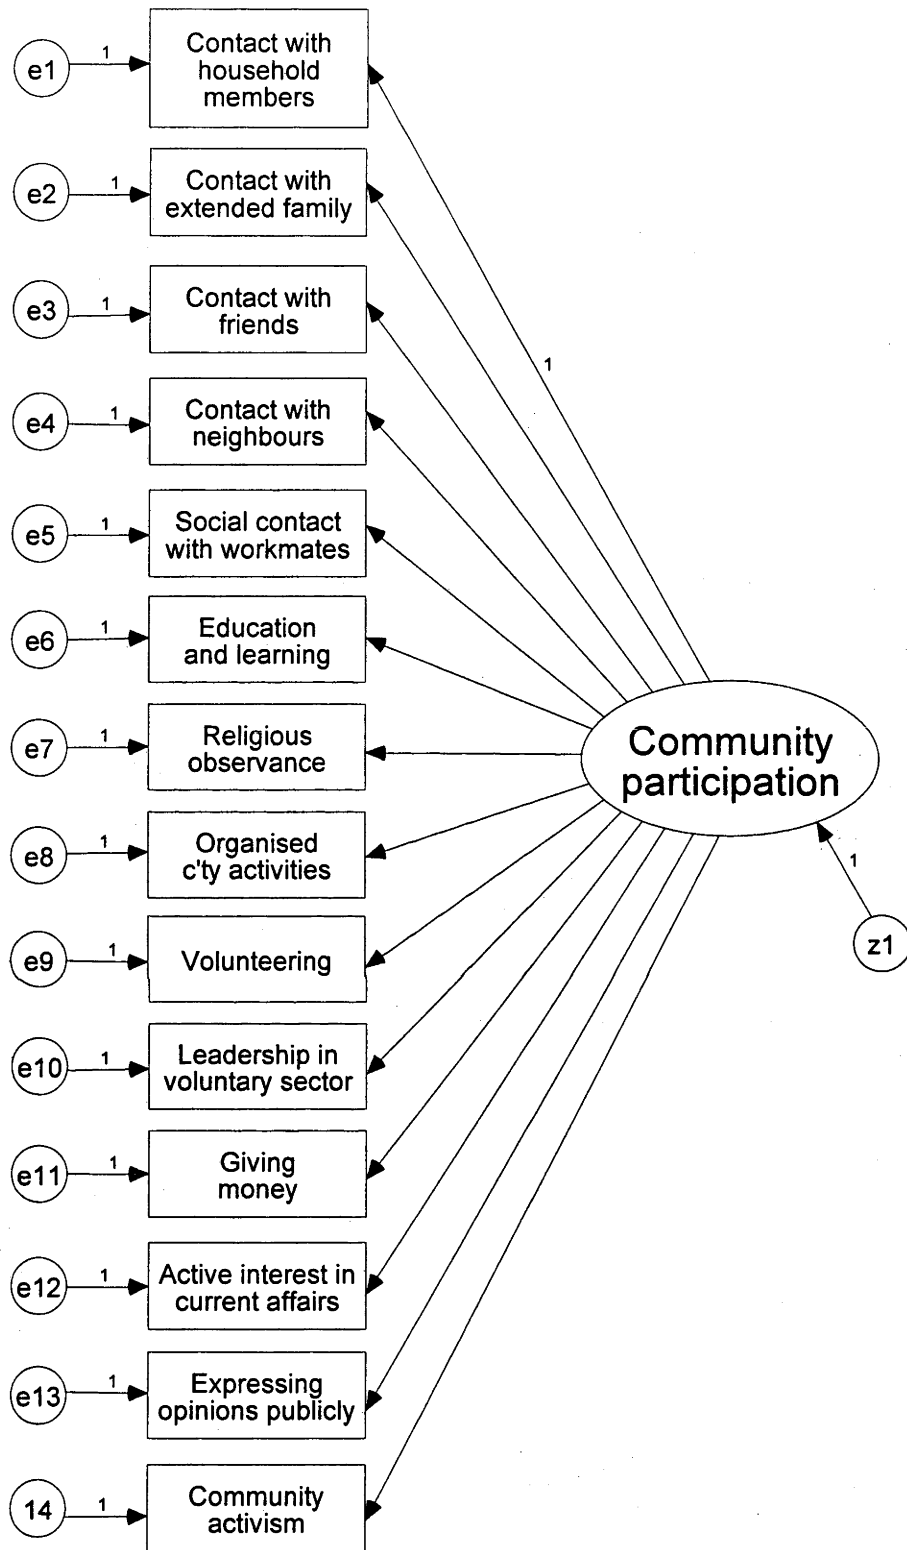 e1
1
Contact with
household
members
e2
1
Contact with
extended family
e3
1
Contact with
friends
1
e4
1
Contact with
neighbours
e5
1
Social contact
with workmates
e6
1
Education
and learning
e7
1
Religious
observance
Community
participation
e8
1
Organised
c'ty activities
1
z1
e9
1
Volunteering
e10
1
Leadership in
voluntary sector
e11
1
Giving
money
e12
1
Active interest in
current affairs
e13
1
Expressing
opinions publicly
14
1
Community
activism